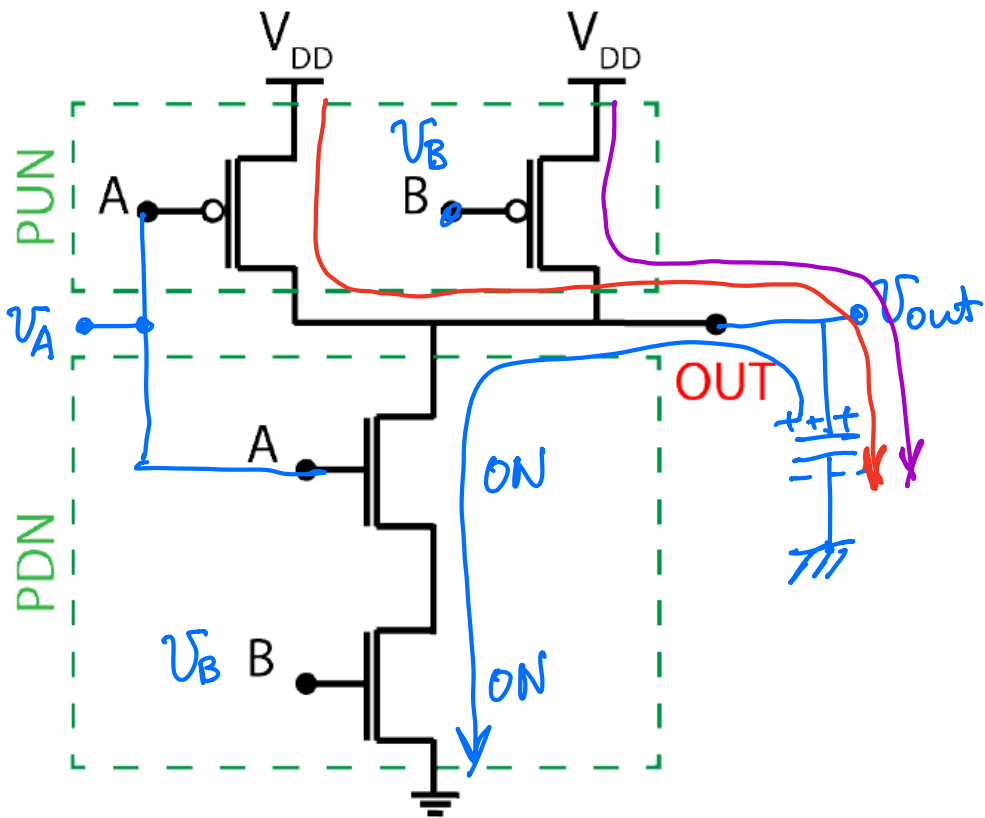 V_DD
V_DD
PUN
A
V_B
B
V_A
V_out
OUT
+ + +
- - -
PDN
A
ON
V_B
B
ON